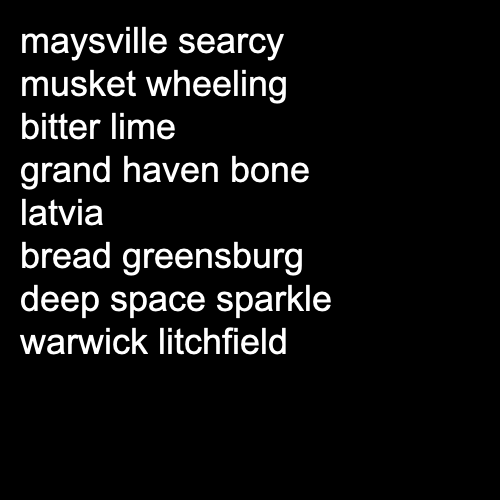 maysville searcy
musket wheeling
bitter lime
grand haven bone
latvia
bread greensburg
deep space sparkle
warwick litchfield